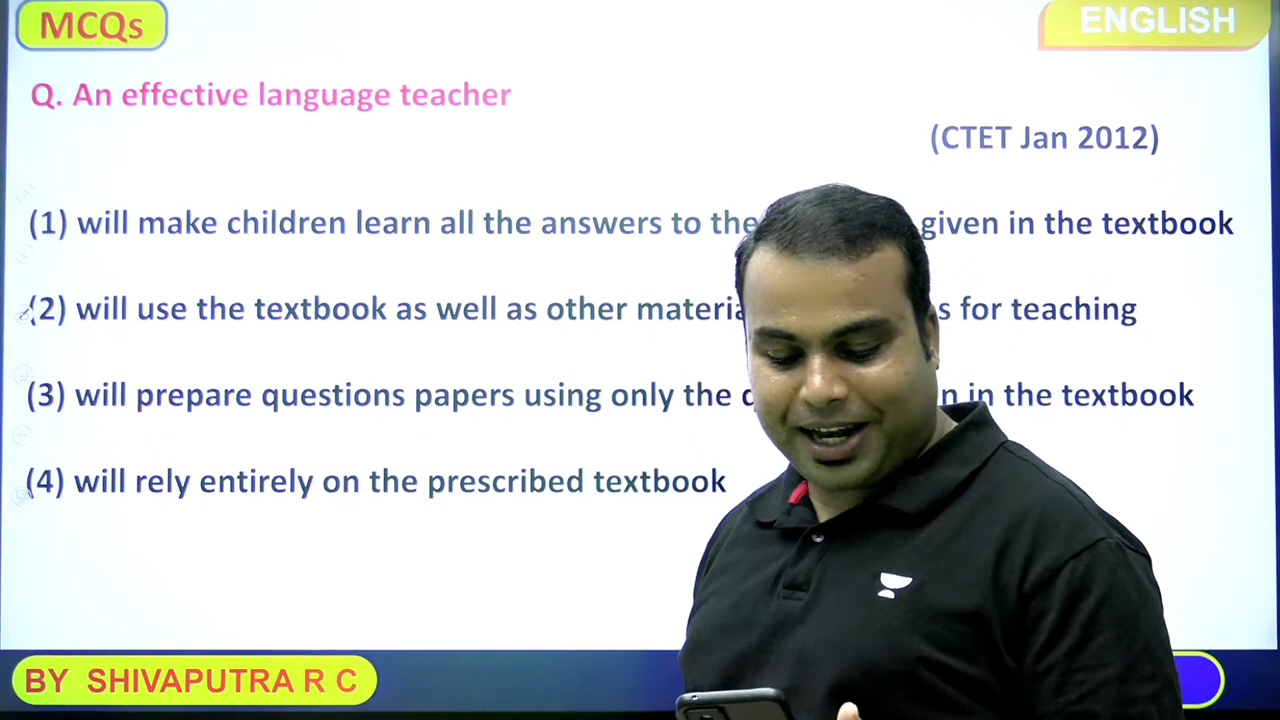 MCQs
ENGLISH
Q. An effective language teacher
(CTET Jan 2012)
(1) will make children learn all the answers to the given in the textbook
(2) will use the textbook as well as other s for teaching
(3) will prepare questions papers using only the in the textbook
(4) will rely entirely on the prescribed textbook
BY SHIVAPUTRA R C